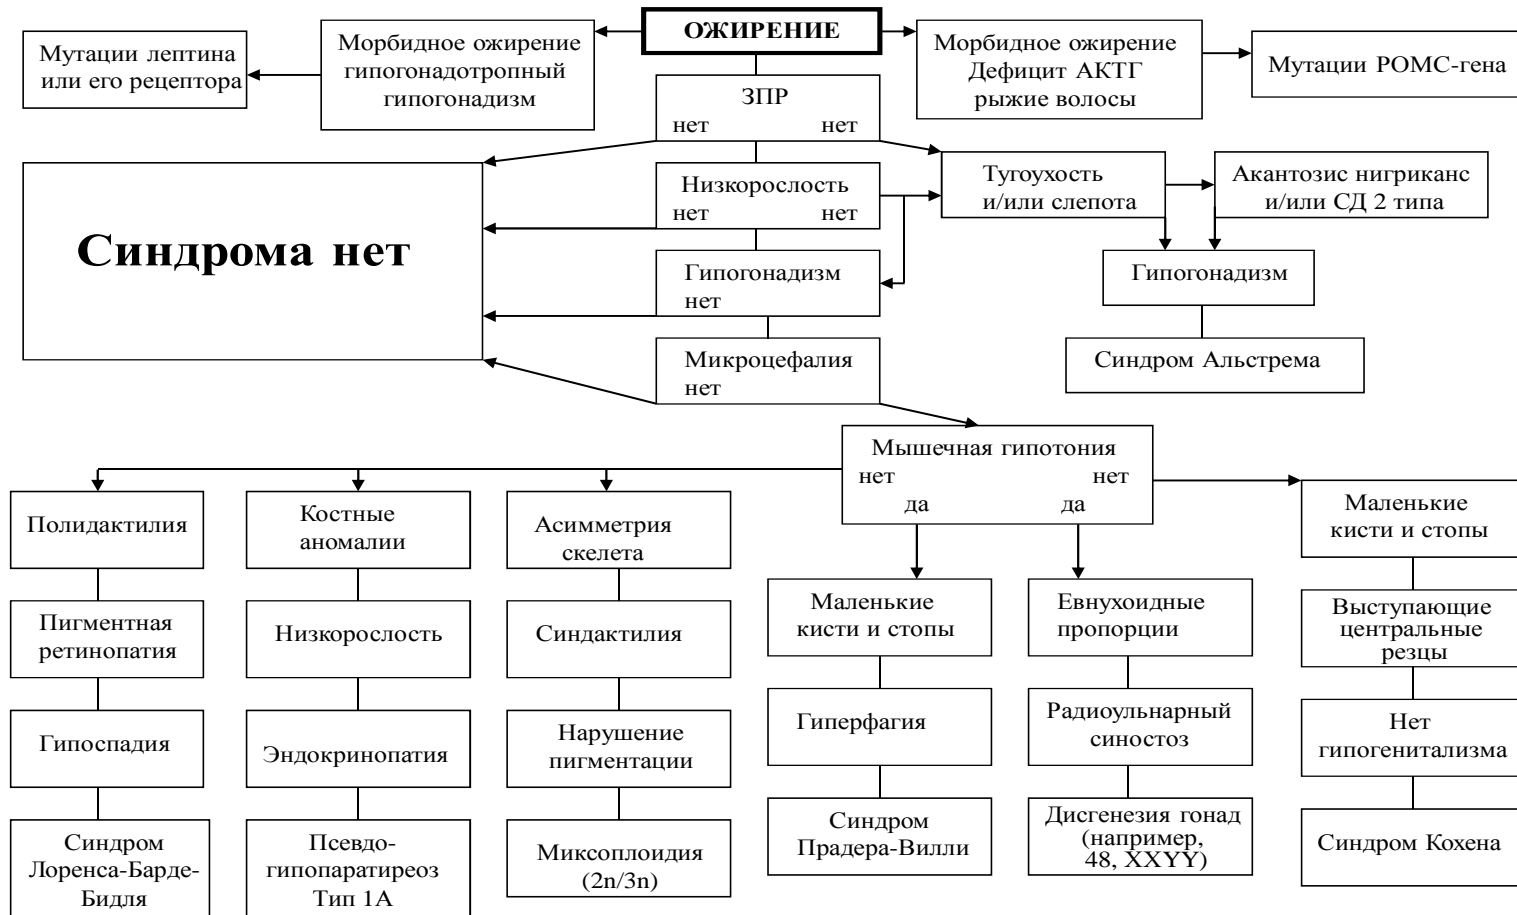 ОЖИРЕНИЕ
Мутации лептина
или его рецептора
Морбидное ожирение
гипогонадотропный
гипогонадизм
Морбидное ожирение
Дефицит АКТГ
рыжие волосы
Мутации РОМС-гена
ЗПР
нет нет
Синдрома нет
Низкорослость
нет нет
Тугоухость
и/или слепота
Акантозис нигриканс
и/или СД 2 типа
Гипогонадизм
нет
Гипогонадизм
Микроцефалия
нет
Синдром Альстрема
Мышечная гипотония
нет нет
да да
Полидактилия
Пигментная
ретинопатия
Гипоспадия
Синдром
Лоренса-Барде-
Бидля
Костные
аномалии
Низкорослость
Эндокринопатия
Псевдо-
гипопаратиреоз
Тип 1А
Асимметрия
скелета
Синдактилия
Нарушение
пигментации
Миксоплоидия
(2n/3n)
Маленькие
кисти и стопы
Гиперфагия
Синдром
Прадера-Вилли
Евнухоидные
пропорции
Радиоульнарный
синостоз
Дисгенезия гонад
(например,
48, XXYY)
Маленькие
кисти и стопы
Выступающие
центральные
резцы
Нет
гипогенитализма
Синдром Кохена